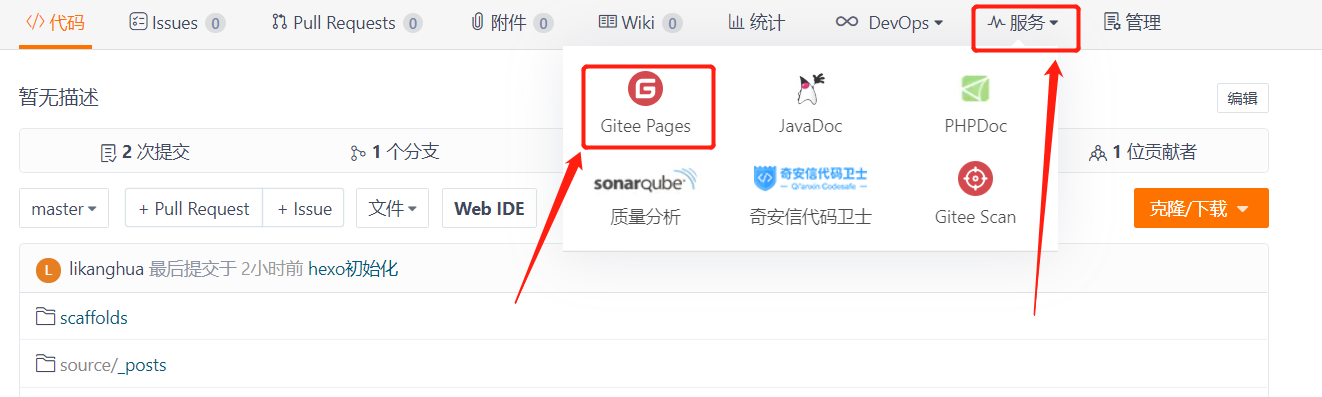 代码 Issues 0 Pull Requests 0 附件 0 Wiki 0 统计 DevOps 服务 管理
Gitee Pages JavaDoc PHPDoc
暂无描述 编辑
2 次提交 1 个分支 1 位贡献者
sonarqube 奇安信代码卫士
Qi'anxin Codesafe
质量分析 奇安信代码卫士 Gitee Scan
master + Pull Request + Issue 文件 Web IDE 克隆/下载
L likanghua 最后提交于 2小时前 hexo初始化
scaffolds
source/_posts